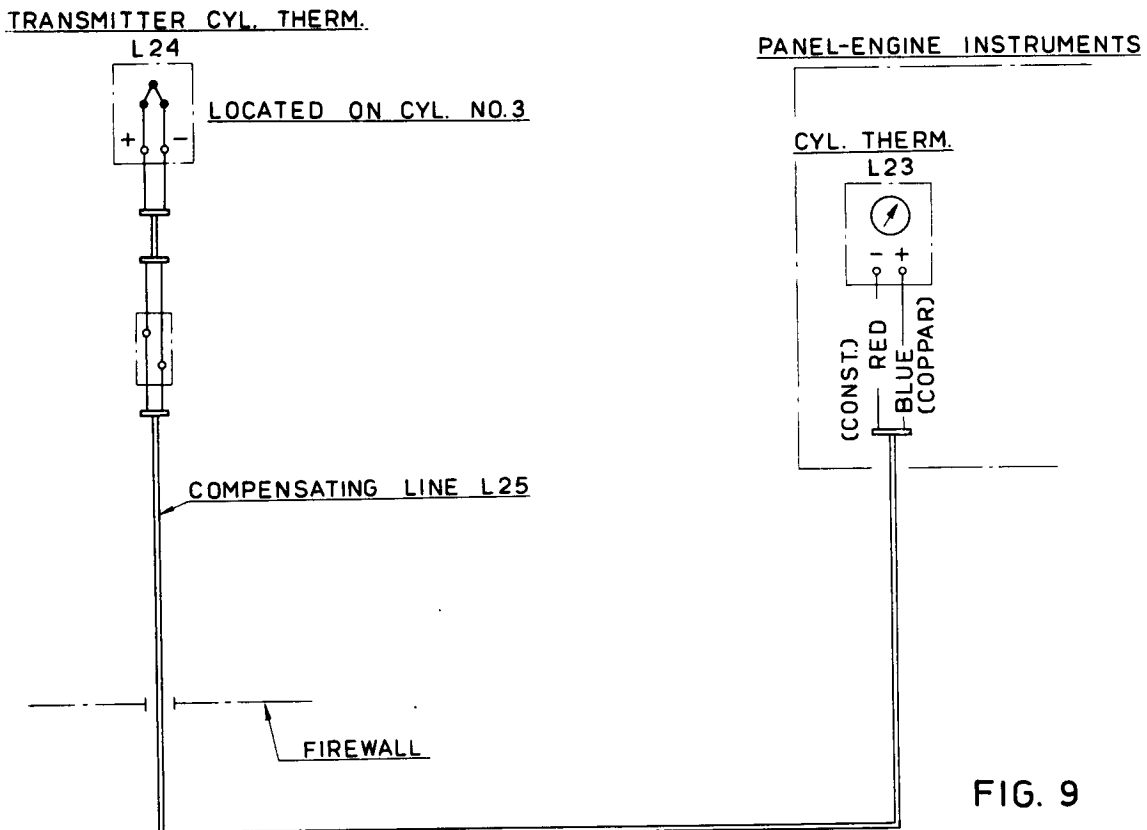 TRANSMITTER CYL. THERM.
L24
LOCATED ON CYL. NO.3
+ -
PANEL-ENGINE INSTRUMENTS
CYL. THERM.
L23
- +
(CONST.)
RED
BLUE
(COPPAR)
COMPENSATING LINE L25
FIREWALL
FIG. 9